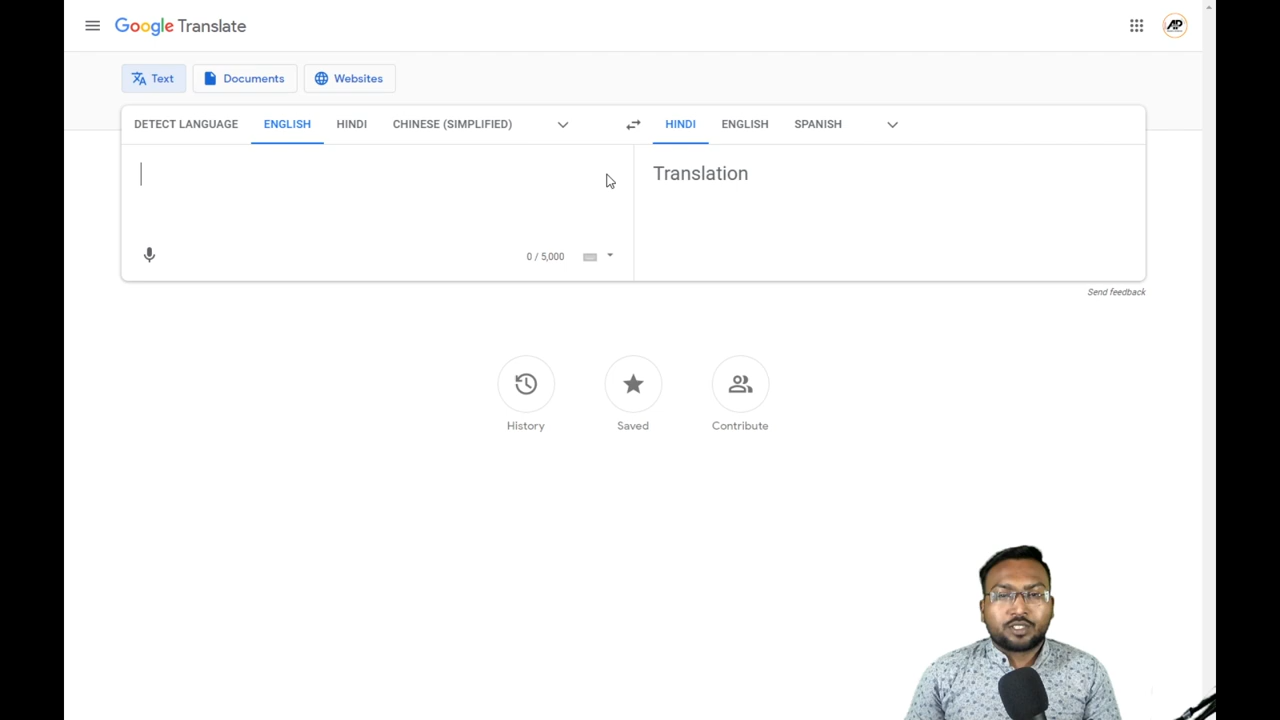 Google Translate
AP
Text Documents Websites
DETECT LANGUAGE ENGLISH HINDI CHINESE (SIMPLIFIED) HINDI ENGLISH SPANISH
Translation
0 / 5,000
Send feedback
History Saved Contribute